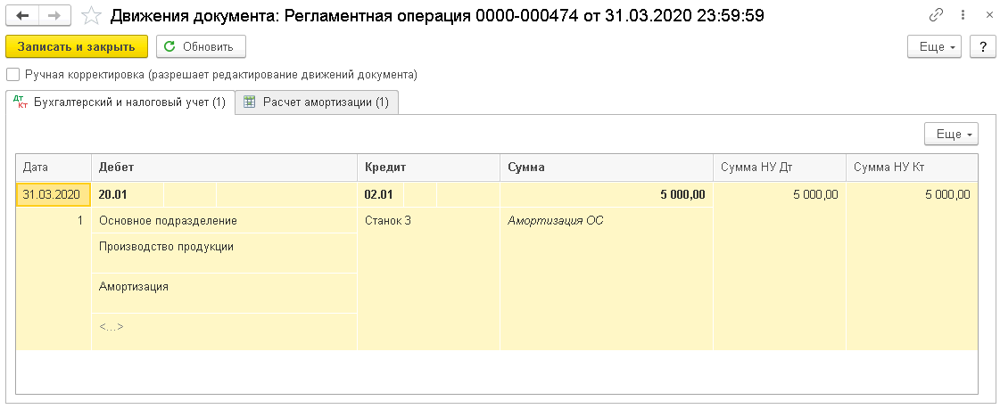 Движения документа: Регламентная операция 0000-000474 от 31.03.2020 23:59:59
Записать и закрыть Обновить Еще ?
Ручная корректировка (разрешает редактирование движений документа)
Дт Кт Бухгалтерский и налоговый учет (1) Расчет амортизации (1)
Еще
Дата Дебет Кредит Сумма Сумма НУ Дт Сумма НУ Кт
31.03.2020 20.01 02.01 5 000,00 5 000,00 5 000,00
1 Основное подразделение Станок 3 Амортизация ОС
Производство продукции
Амортизация
<...>